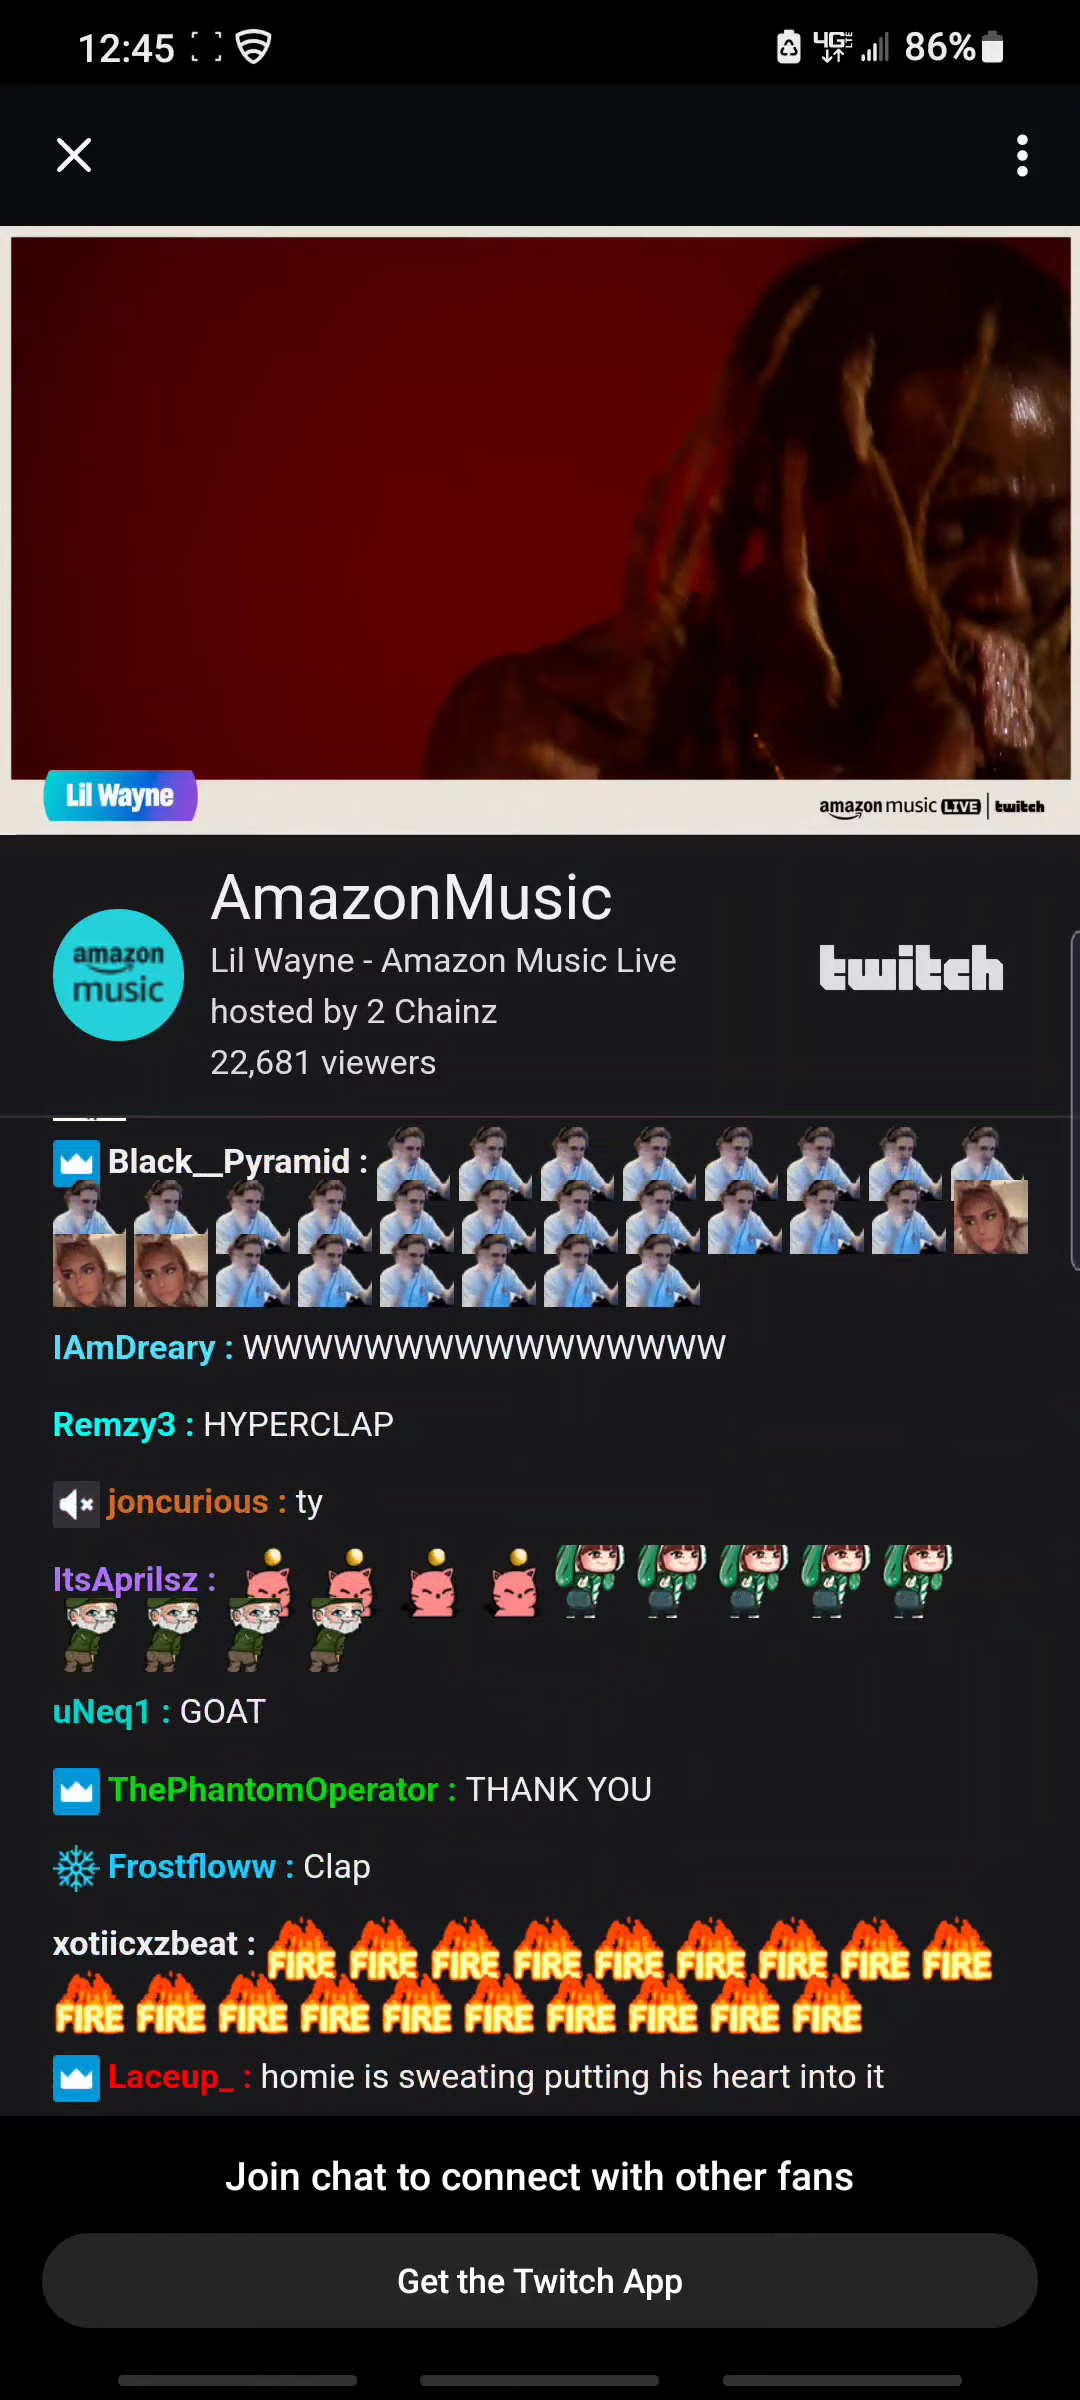 12:45
4G LTE 86%
Lil Wayne
amazon music LIVE | twitch
AmazonMusic
amazon
music
Lil Wayne - Amazon Music Live
hosted by 2 Chainz
twitch
22,681 viewers
Black__Pyramid :
IAmDreary : WWWWWWWWWWWWWWWW
Remzy3 : HYPERCLAP
joncurious : ty
ItsAprilsz :
uNeq1 : GOAT
ThePhantomOperator : THANK YOU
Frostfloww : Clap
xotiicxzbeat : FIRE FIRE FIRE FIRE FIRE FIRE FIRE FIRE FIRE
FIRE FIRE FIRE FIRE FIRE FIRE FIRE FIRE FIRE FIRE
Laceup_ : homie is sweating putting his heart into it
Join chat to connect with other fans
Get the Twitch App